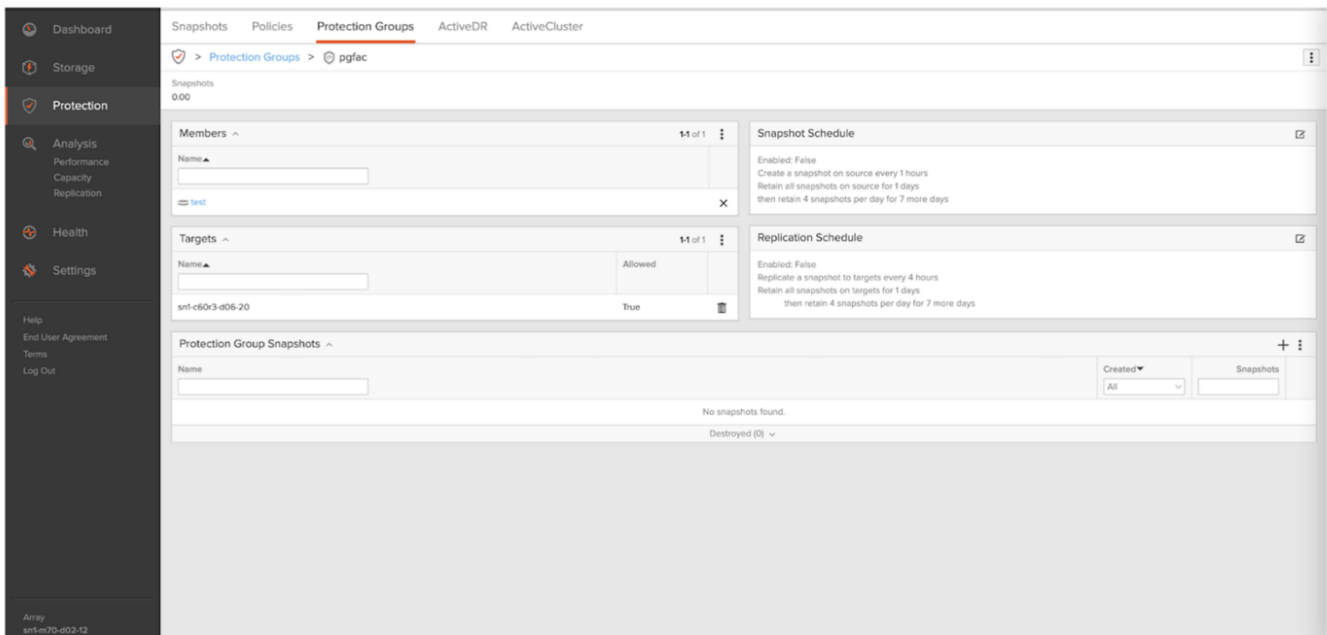 Dashboard
Storage
Protection
Analysis
Performance
Capacity
Replication
Health
Settings
Help
End User Agreement
Terms
Log Out
Array
sn1-m70-d02-12
Snapshots Policies Protection Groups ActiveDR ActiveCluster
> Protection Groups > pgfac
Snapshots
0.00
Members 1-1 of 1
Name
test
Snapshot Schedule
Enabled: False
Create a snapshot on source every 1 hours
Retain all snapshots on source for 1 days
then retain 4 snapshots per day for 7 more days
Targets 1-1 of 1
Name Allowed
sn1-c60r3-d06-20 True
Replication Schedule
Enabled: False
Replicate a snapshot to targets every 4 hours
Retain all snapshots on targets for 1 days
then retain 4 snapshots per day for 7 more days
Protection Group Snapshots
Name Created Snapshots
All
No snapshots found.
Destroyed (0)